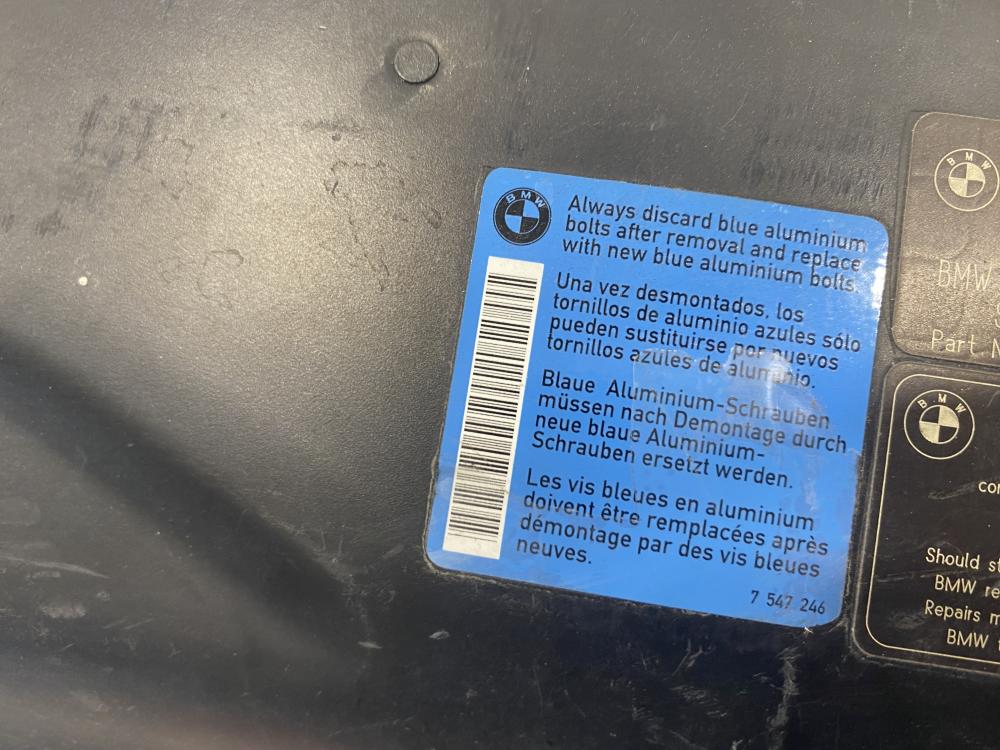 BMW
Always discard blue aluminium
bolts after removal and replace
with new blue aluminium bolts.
Una vez desmontados, los
tornillos de aluminio azules sólo
pueden sustituirse por nuevos
tornillos azules de aluminio.
Blaue Aluminium-Schrauben
müssen nach Demontage durch
neue blaue Aluminium-
Schrauben ersetzt werden.
Les vis bleues en aluminium
doivent être remplacées après
démontage par des vis bleues
neuves.
7 547 246
BMW
BMW
Part
BMW
Should
BMW
Repairs
BMW